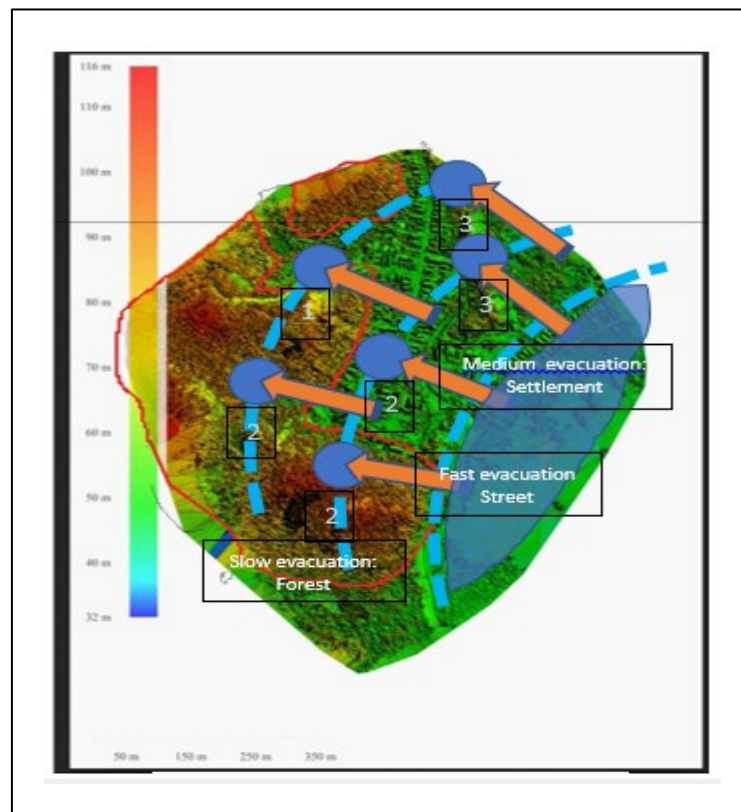 116 m
110 m
100 m
90 m
80 m
70 m
60 m
50 m
40 m
32 m
3
3
1
Medium evacuation:
Settlement
2
2
Fast evacuation
Street
2
Slow evacuation:
Forest
50 m 150 m 250 m 350 m